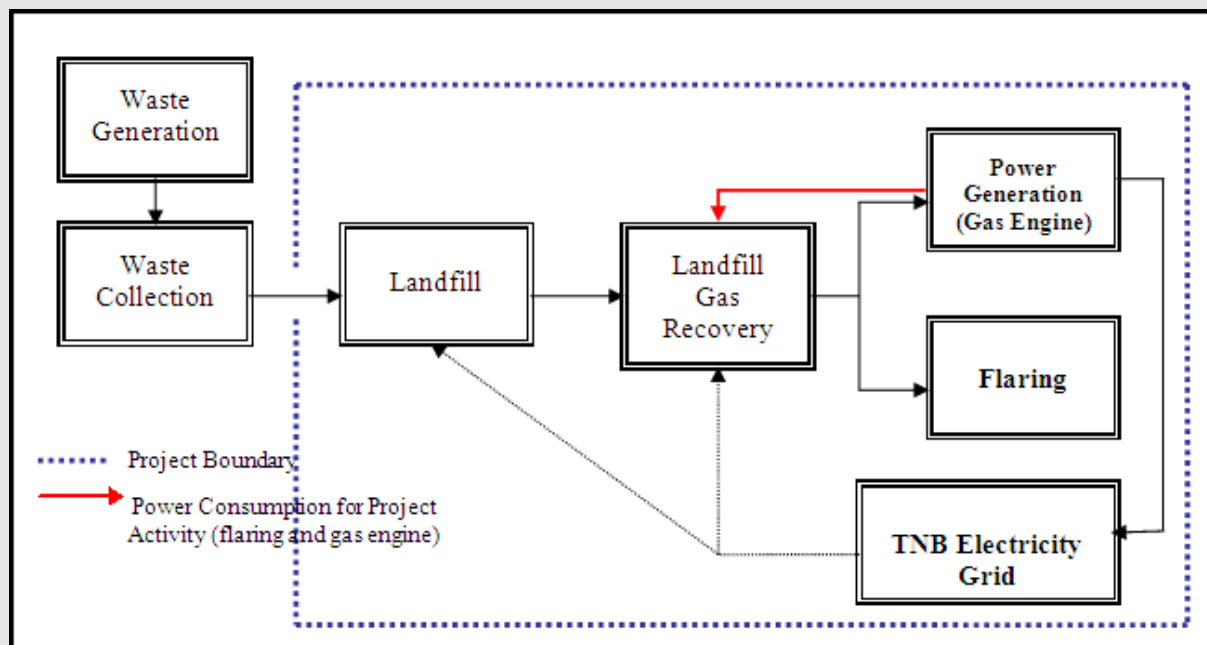 Waste
Generation
Waste
Collection
Landfill
Landfill
Gas
Recovery
Power
Generation
(Gas Engine)
Flaring
TNB Electricity
Grid
Project Boundary
Power Consumption for Project
Activity (flaring and gas engine)